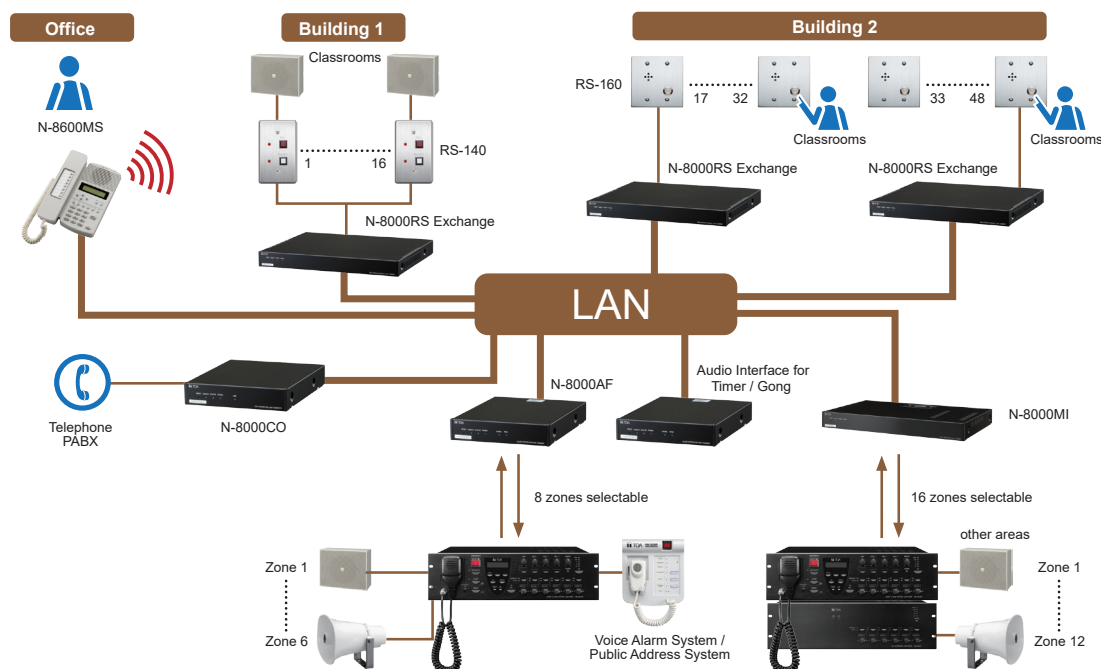 Office
Building 1
Building 2
Classrooms
RS-160
17
32
33
48
N-8600MS
Classrooms
Classrooms
1
16
RS-140
N-8000RS Exchange
N-8000RS Exchange
N-8000RS Exchange
LAN
Audio Interface for
Timer / Gong
N-8000AF
N-8000MI
Telephone
PABX
N-8000CO
8 zones selectable
16 zones selectable
other areas
Zone 1
TOA
TOA
Zone 1
Zone 6
Voice Alarm System /
Public Address System
Zone 12